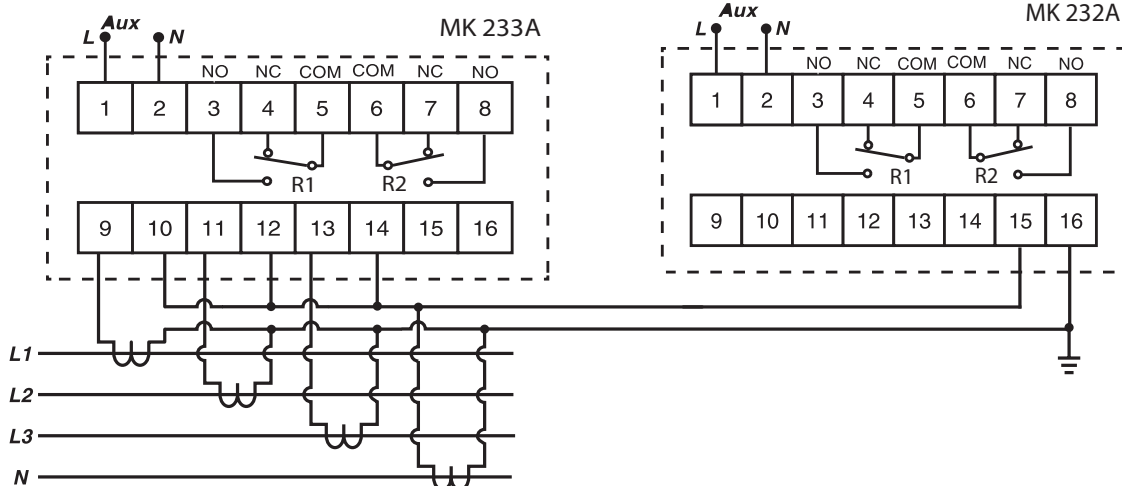 Aux
L N MK 233A
NO NC COM COM NC NO
1 2 3 4 5 6 7 8
R1 R2
9 10 11 12 13 14 15 16
L1
L2
L3
N
Aux
L N MK 232A
NO NC COM COM NC NO
1 2 3 4 5 6 7 8
R1 R2
9 10 11 12 13 14 15 16